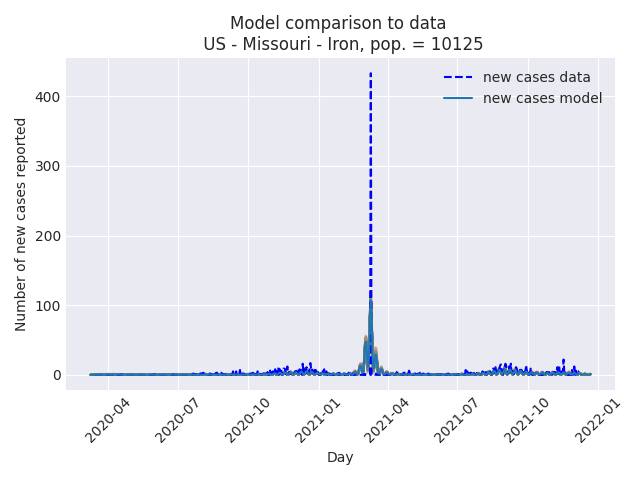 Model comparison to data
US - Missouri - Iron, pop. = 10125
new cases data
new cases model
Number of new cases reported
400
300
200
100
0
2020-04
2020-07
2020-10
2021-01
2021-04
2021-07
2021-10
2022-01
Day